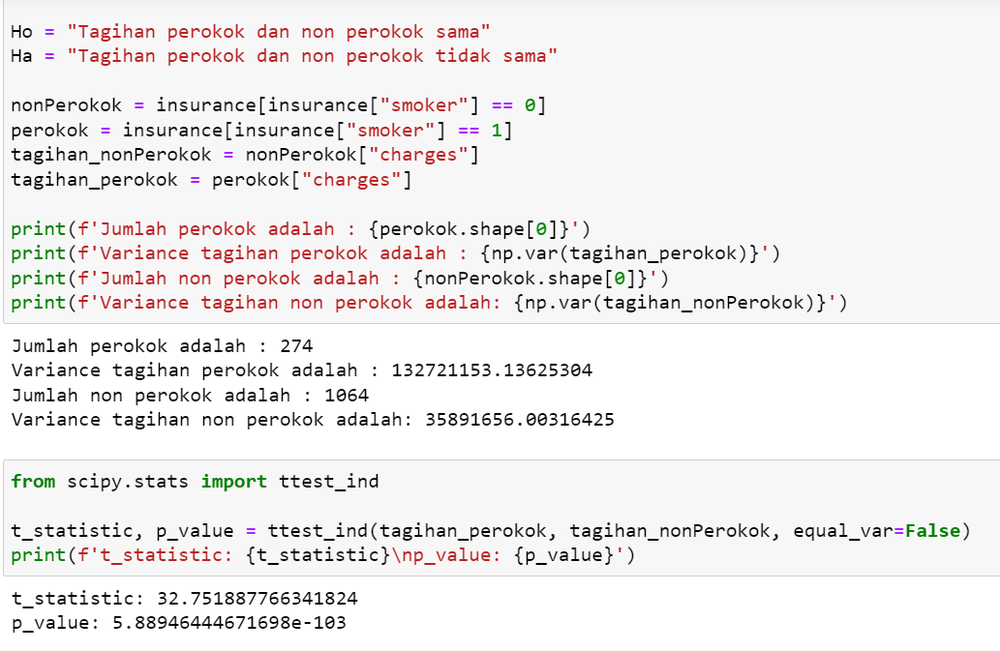 Ho = "Tagihan perokok dan non perokok sama"
Ha = "Tagihan perokok dan non perokok tidak sama"
nonPerokok = insurance[insurance["smoker"] == 0]
perokok = insurance[insurance["smoker"] == 1]
tagihan_nonPerokok = nonPerokok["charges"]
tagihan_perokok = perokok["charges"]
print(f'Jumlah perokok adalah : {perokok.shape[0]}')
print(f'Variance tagihan perokok adalah : {np.var(tagihan_perokok)}')
print(f'Jumlah non perokok adalah : {nonPerokok.shape[0]}')
print(f'Variance tagihan non perokok adalah: {np.var(tagihan_nonPerokok)}')
Jumlah perokok adalah : 274
Variance tagihan perokok adalah : 132721153.13625304
Jumlah non perokok adalah : 1064
Variance tagihan non perokok adalah: 35891656.00316425
from scipy.stats import ttest_ind
t_statistic, p_value = ttest_ind(tagihan_perokok, tagihan_nonPerokok, equal_var=False)
print(f't_statistic: {t_statistic}\np_value: {p_value}')
t_statistic: 32.751887766341824
p_value: 5.88946444671698e-103